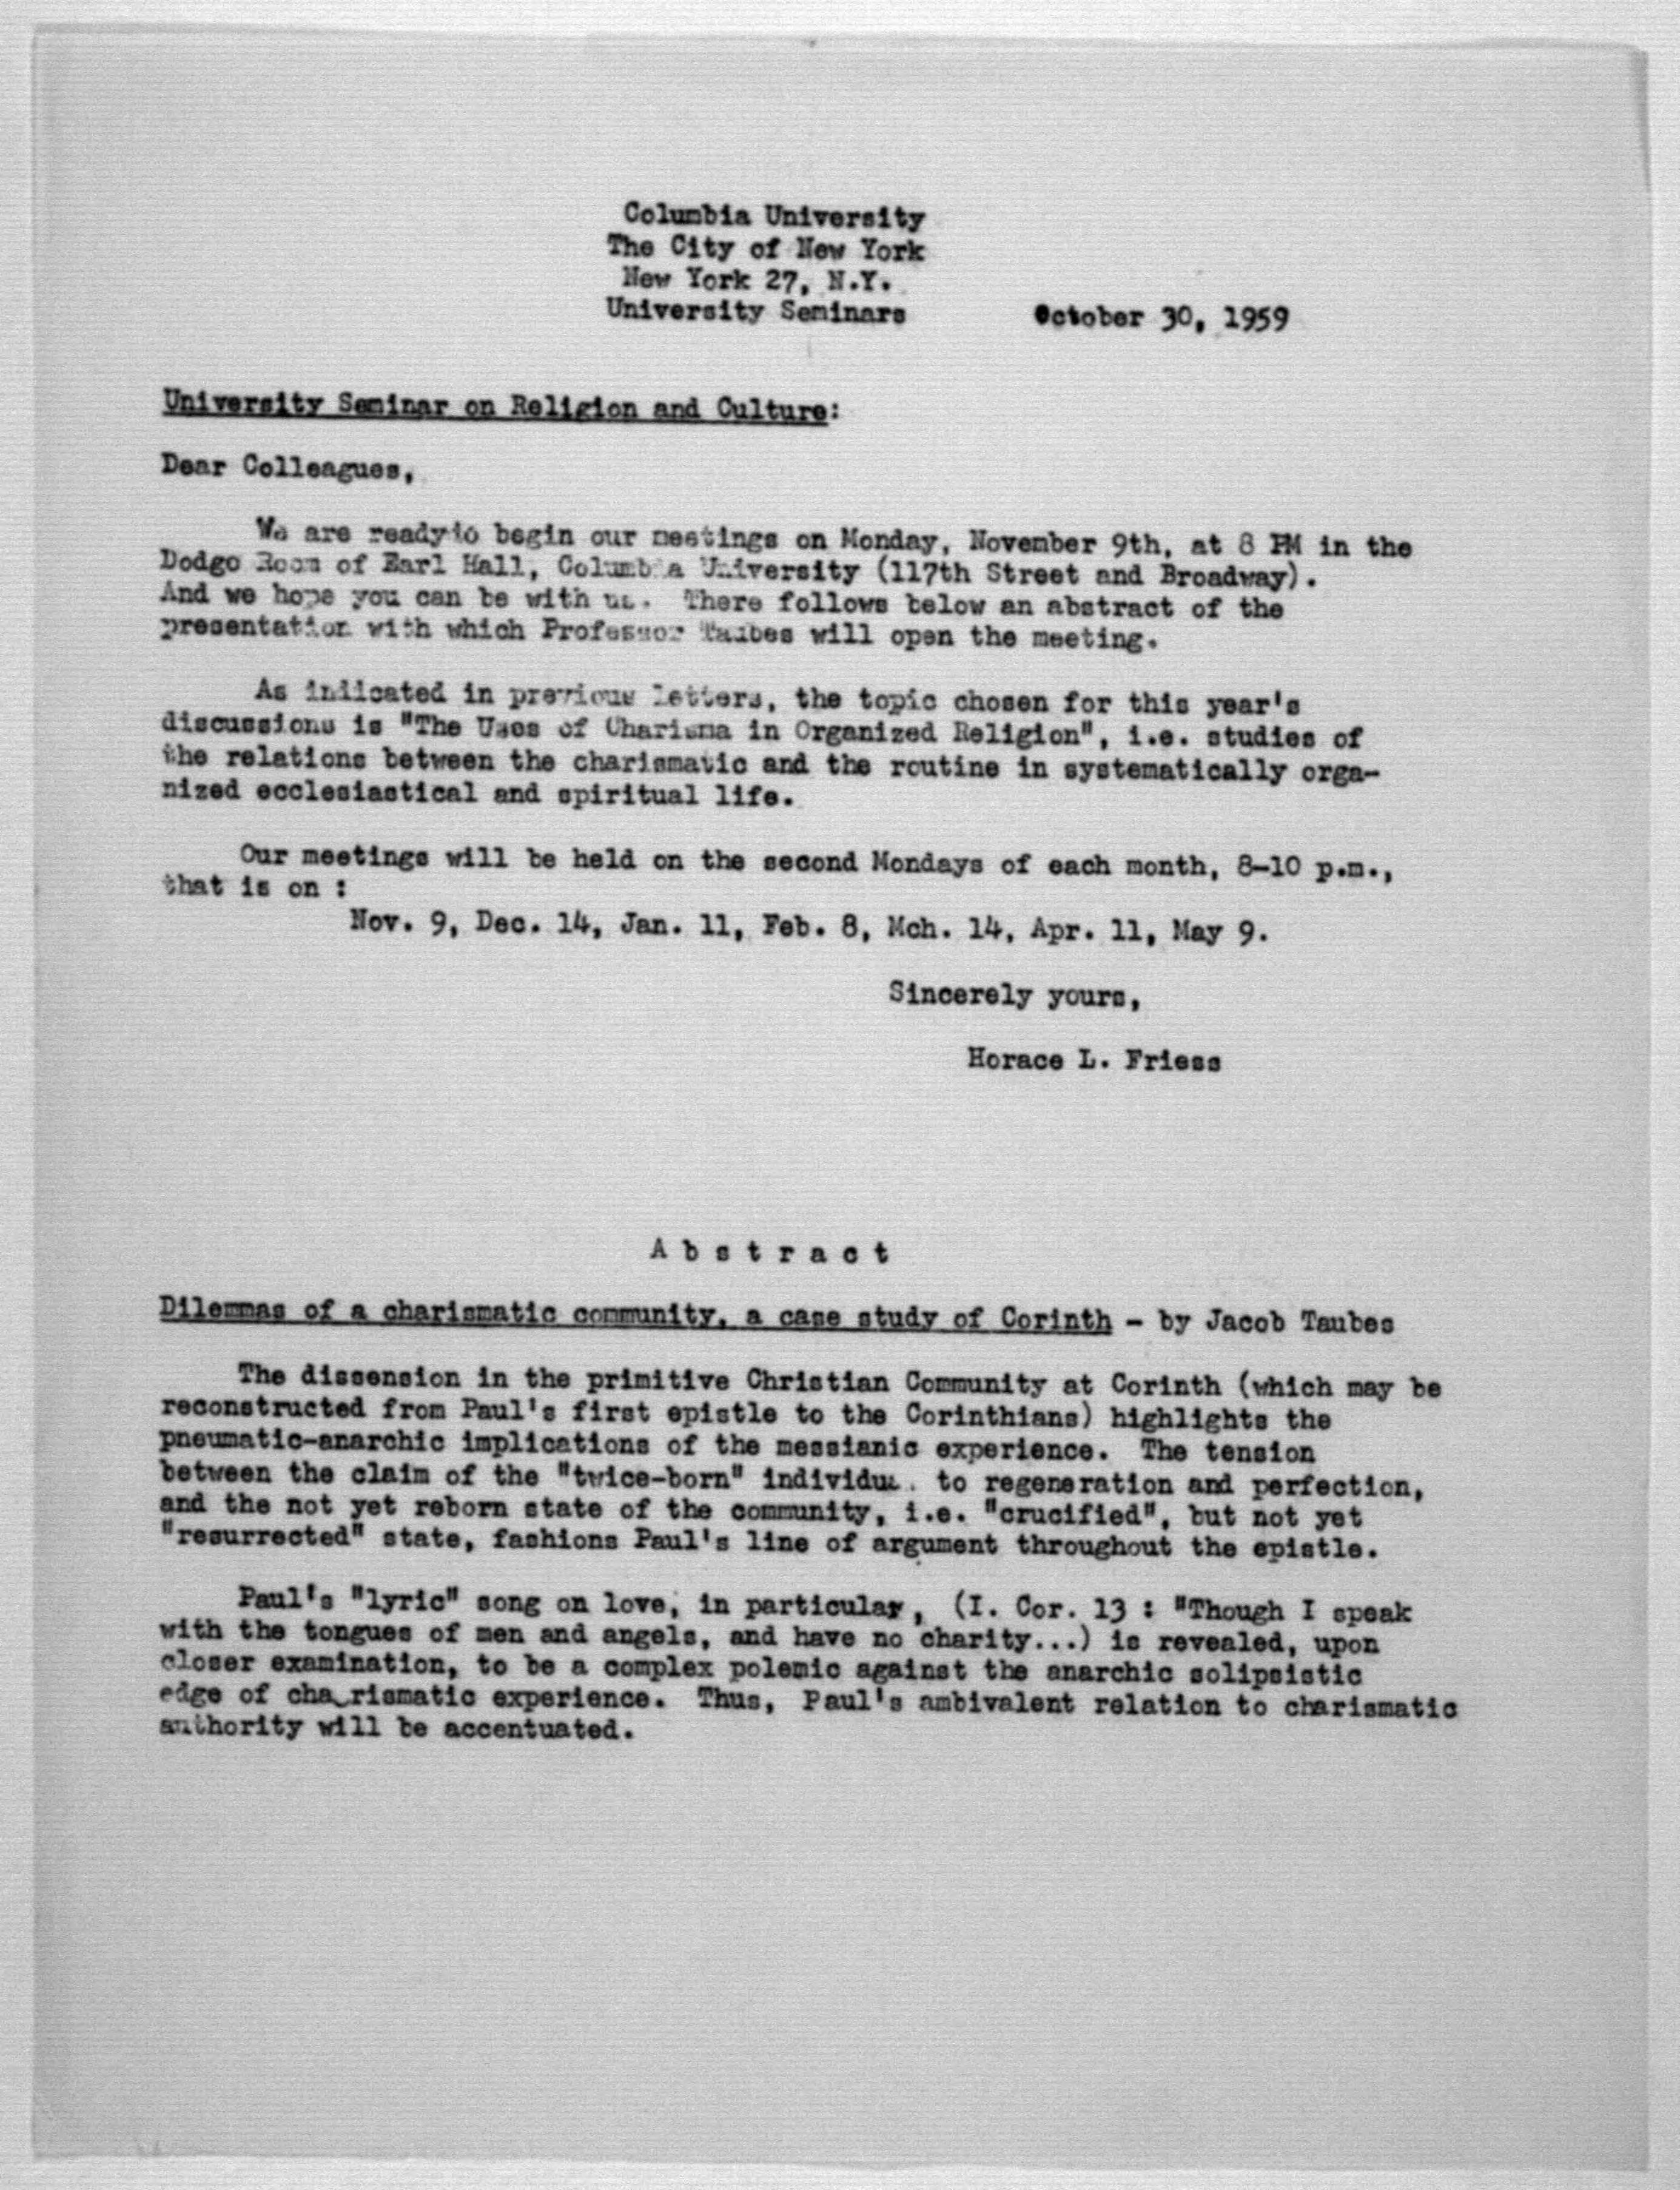 Columbia University
The City of New York
New York 27, N.Y.
University Seminars
October 30, 1959
University Seminar on Religion and Culture:
Dear Colleagues,
We are ready to begin our meetings on Monday, November 9th, at 8 PM in the
Dodge Room of Earl Hall, Columbia University (117th Street and Broadway).
And we hope you can be with us. There follows below an abstract of the
presentation with which Professor Taubes will open the meeting.
As indicated in previous letters, the topic chosen for this year's
discussions is "The Uses of Charisma in Organized Religion", i.e. studies of
the relations between the charismatic and the routine in systematically orga-
nized ecclesiastical and spiritual life.
Our meetings will be held on the second Mondays of each month, 8-10 p.m.,
that is on :
Nov. 9, Dec. 14, Jan. 11, Feb. 8, Mch. 14, Apr. 11, May 9.
Sincerely yours,
Horace L. Friess
A b s t r a c t
Dilemmas of a charismatic community, a case study of Corinth - by Jacob Taubes
The dissension in the primitive Christian Community at Corinth (which may be
reconstructed from Paul's first epistle to the Corinthians) highlights the
pneumatic-anarchic implications of the messianic experience. The tension
between the claim of the "twice-born" individua. to regeneration and perfection,
and the not yet reborn state of the community, i.e. "crucified", but not yet
"resurrected" state, fashions Paul's line of argument throughout the epistle.
Paul's "lyric" song on love, in particular, (I. Cor. 13 : "Though I speak
with the tongues of men and angels, and have no charity...) is revealed, upon
closer examination, to be a complex polemic against the anarchic solipsistic
edge of charismatic experience. Thus, Paul's ambivalent relation to charismatic
authority will be accentuated.